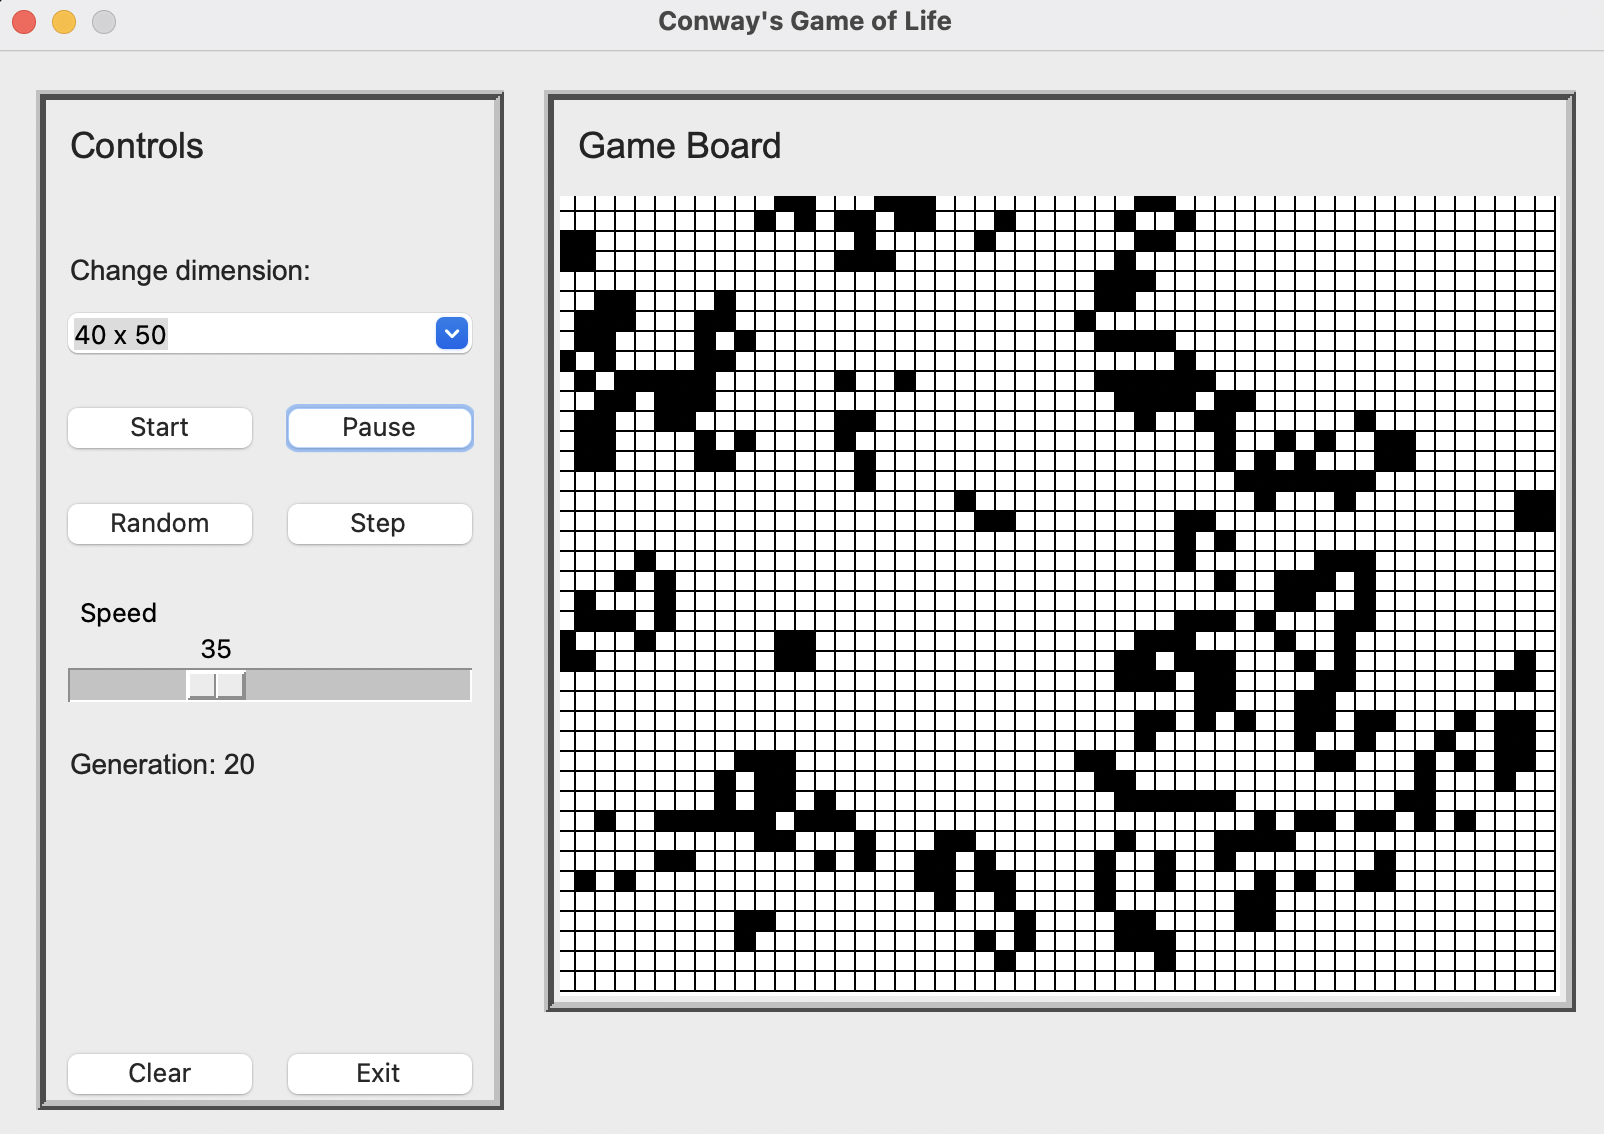 Conway's Game of Life
Controls
Change dimension:
40 x 50
Start
Pause
Random
Step
Speed
35
Generation: 20
Clear
Exit
Game Board